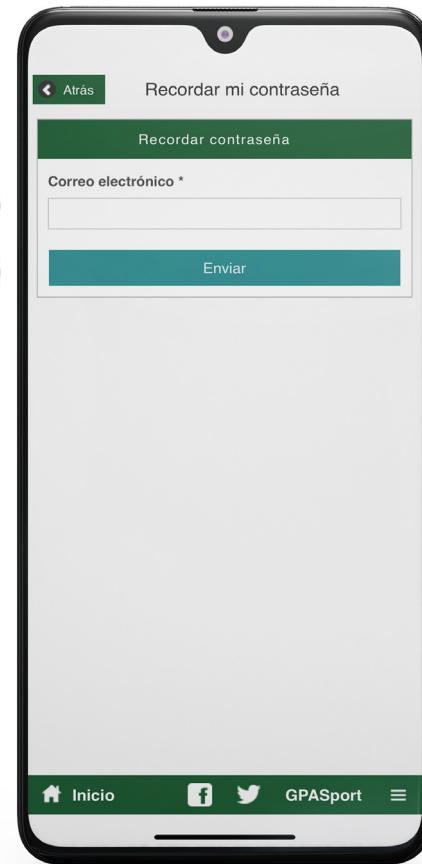 Atrás
Recordar mi contraseña
Recordar contraseña
Correo electrónico *
Enviar
Inicio
GPASport